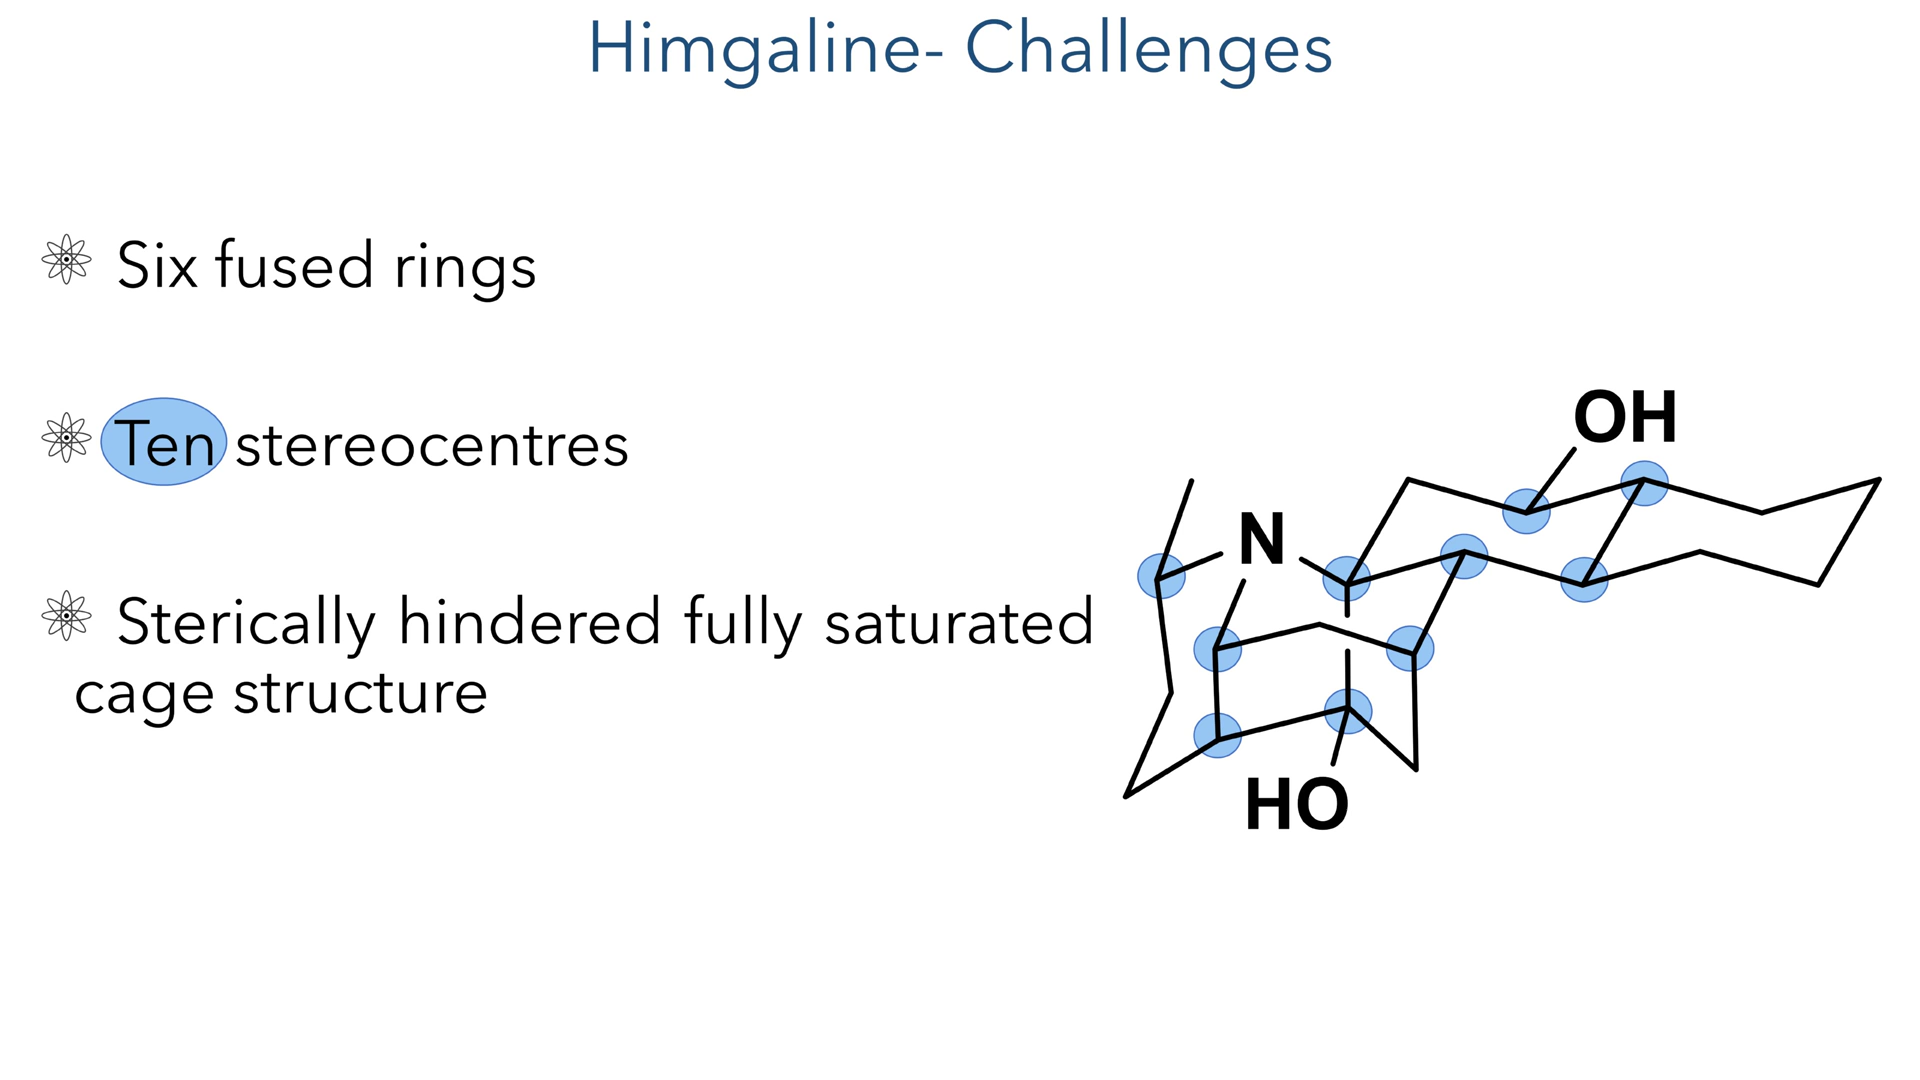 Himgaline- Challenges
Six fused rings
Ten stereocentres
Sterically hindered fully saturated
cage structure
OH
N
HO